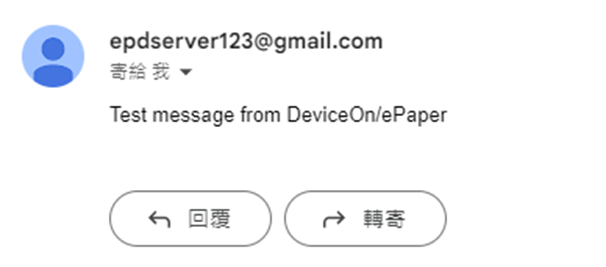 epdserver123@gmail.com
寄給 我
Test message from DeviceOn/ePaper
回覆 轉寄